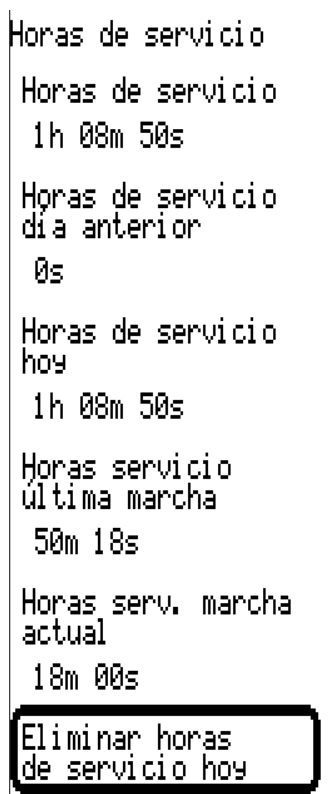 Horas de servicio
Horas de servicio
1h 08m 50s
Horas de servicio
día anterior
0s
Horas de servicio
hoy
1h 08m 50s
Horas servicio
última marcha
50m 18s
Horas serv. marcha
actual
18m 00s
Eliminar horas
de servicio hoy